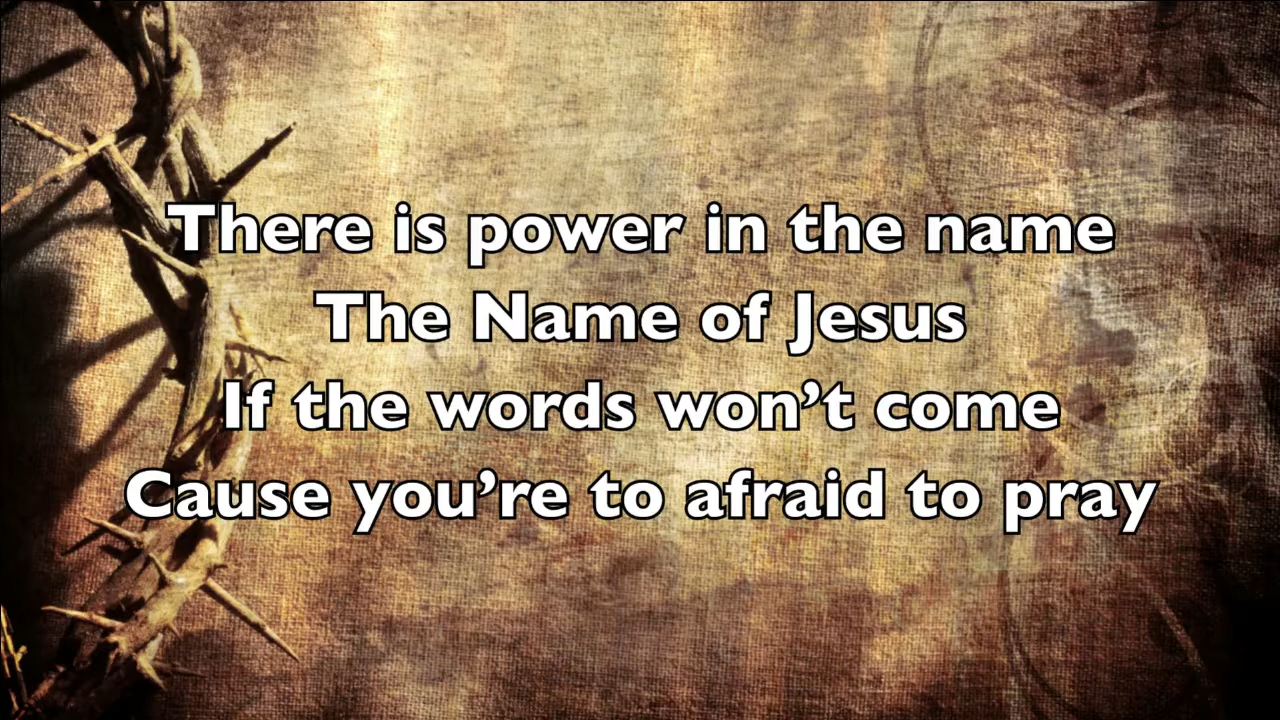 There is power in the name
The Name of Jesus
If the words won’t come
Cause you’re to afraid to pray